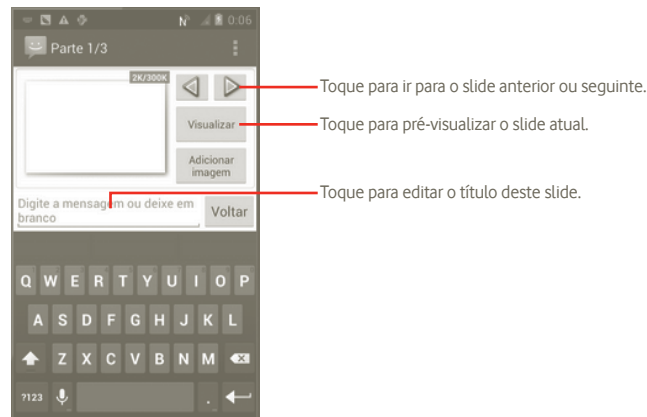 0:06
Parte 1/3
2K/300K
Toque para ir para o slide anterior ou seguinte.
Visualizar
Toque para pré-visualizar o slide atual.
Adicionar
imagem
Toque para editar o título deste slide.
Digite a mensagem ou deixe em
branco
Voltar
Q W E R T Y U I O P
A S D F G H J K L
Z X C V B N M
?123 .